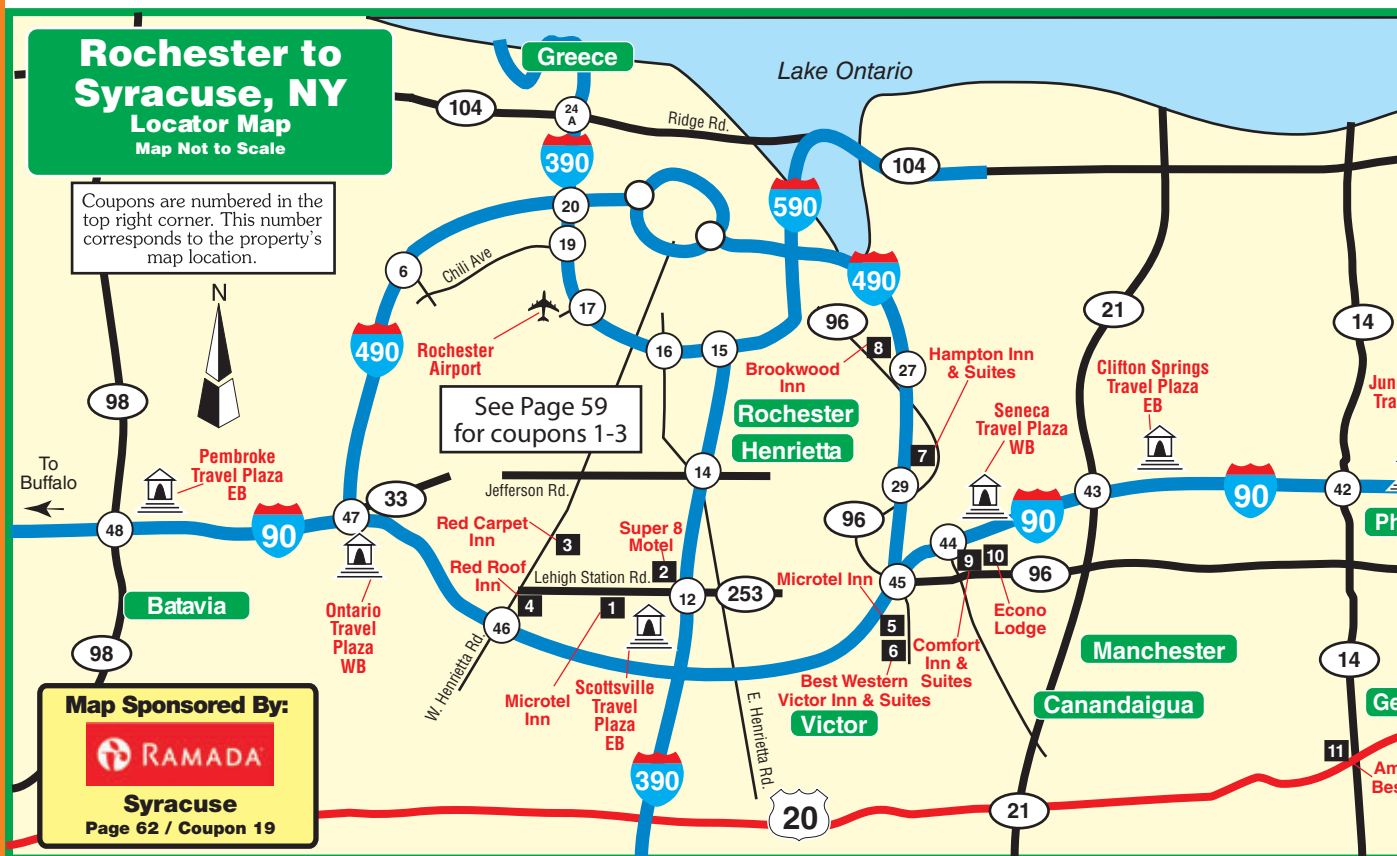 Rochester to
Syracuse, NY
Locator Map
Map Not to Scale
Coupons are numbered in the
top right corner. This number
corresponds to the property's
map location.
N
Greece
Lake Ontario
104
24
A
Ridge Rd.
104
390
590
20
19
6
Chili Ave
17
490
490
16
15
Rochester
Airport
See Page 59
for coupons 1-3
96
8
Brookwood
Inn
27
Hampton Inn
& Suites
Rochester
Henrietta
7
21
14
Clifton Springs
Travel Plaza
EB
Seneca
Travel Plaza
WB
Jun
Tra
98
To
Buffalo
Pembroke
Travel Plaza
EB
48
90
47
33
Jefferson Rd.
14
29
96
90
43
90
42
Ph
Red Carpet
Inn
3
Super 8
Motel
2
Red Roof
Inn
4
Lehigh Station Rd.
1
12
253
Microtel Inn
45
44
9
10
96
5
6
Econo
Lodge
Comfort
Inn &
Suites
Best Western
Victor Inn & Suites
Victor
Batavia
Ontario
Travel
Plaza
WB
46
W. Henrietta Rd.
Microtel
Inn
Scottsville
Travel
Plaza
EB
E. Henrietta Rd.
98
Manchester
Canandaigua
14
Ge
11
Am
Bes
390
20
21
Map Sponsored By:
RAMADA
Syracuse
Page 62 / Coupon 19